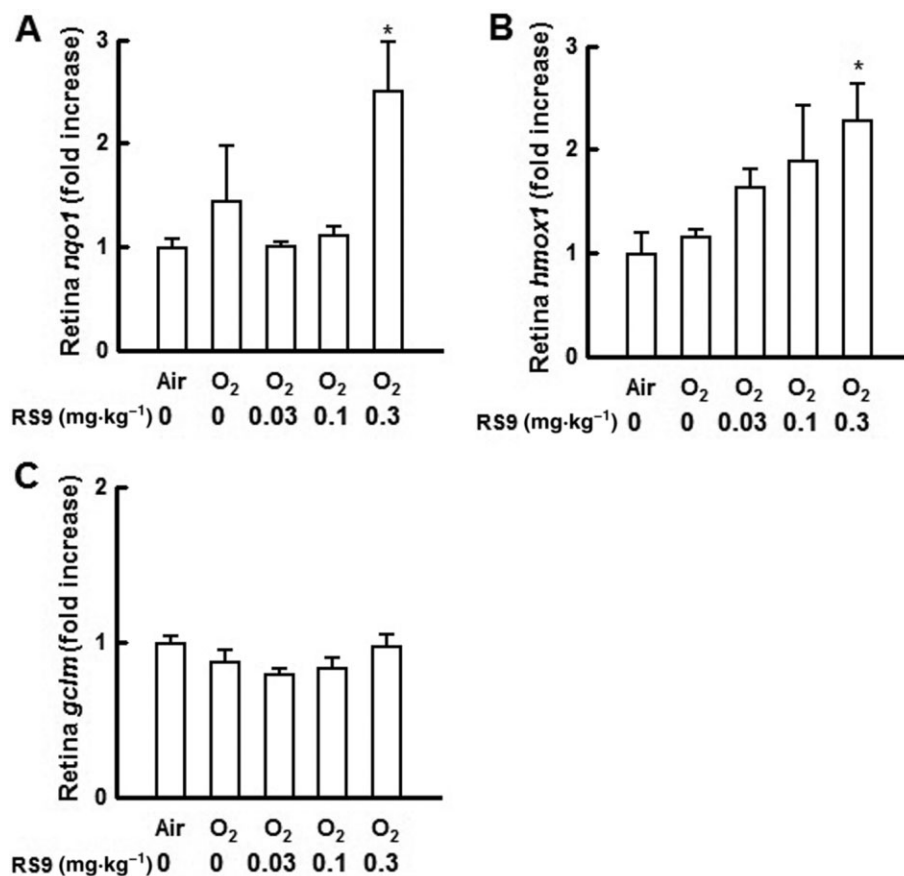 A
Retina nqo1 (fold increase)
3
2
1
0
*
Air O₂ O₂ O₂ O₂
RS9 (mg·kg⁻¹) 0 0 0.03 0.1 0.3
B
Retina hmox1 (fold increase)
3
2
1
0
*
Air O₂ O₂ O₂ O₂
RS9 (mg·kg⁻¹) 0 0 0.03 0.1 0.3
C
Retina gclm (fold increase)
2
1
0
Air O₂ O₂ O₂ O₂
RS9 (mg·kg⁻¹) 0 0 0.03 0.1 0.3